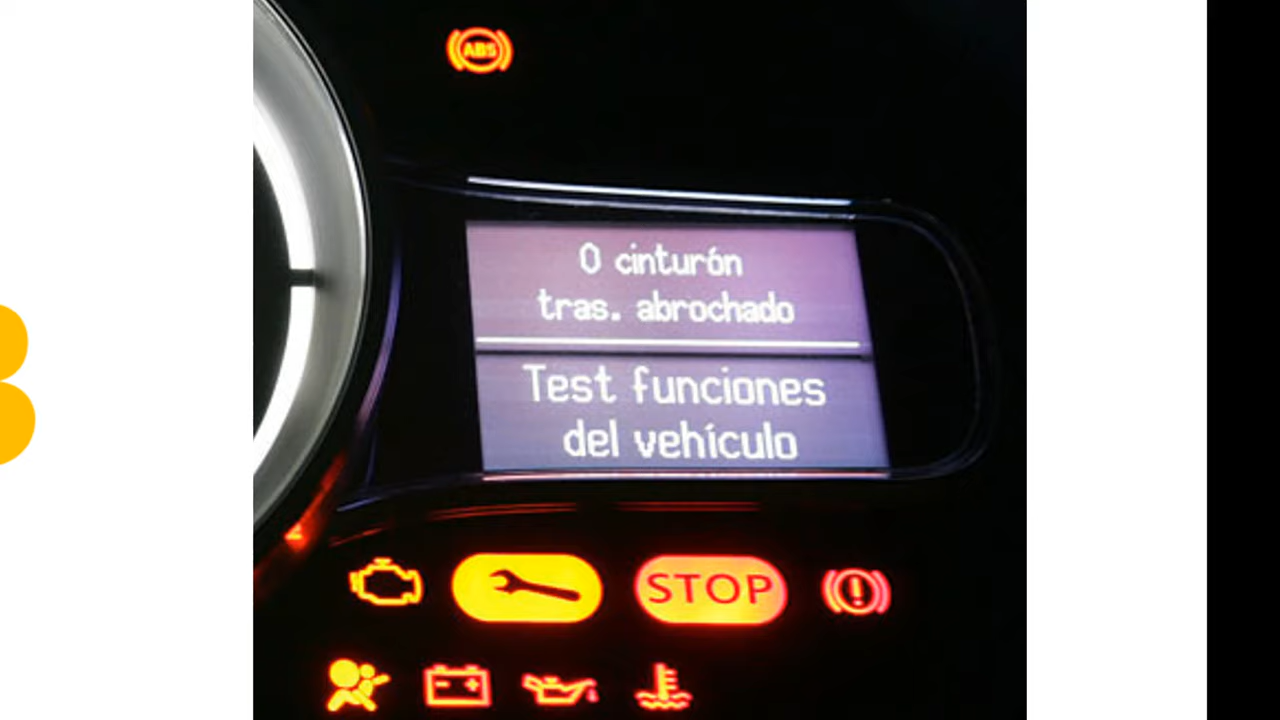 ABS
0 cinturón
tras. abrochado
Test funciones
del vehículo
STOP